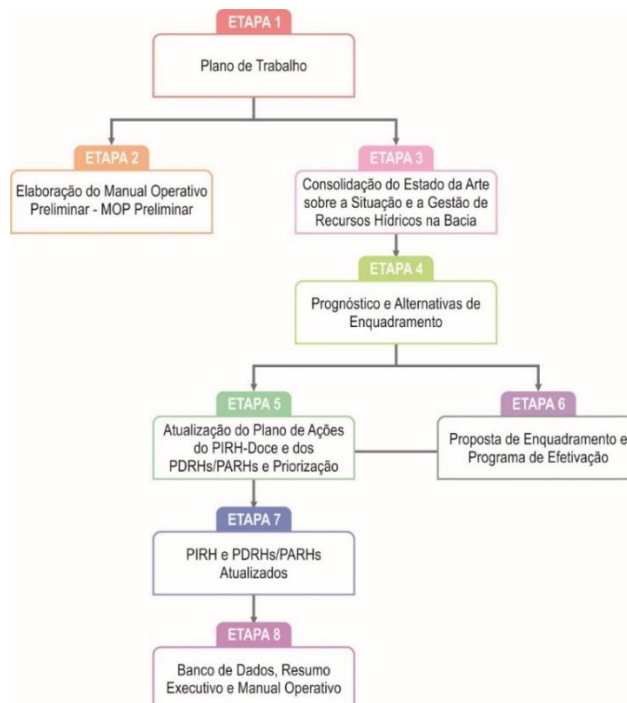 ETAPA 1
Plano de Trabalho
ETAPA 2
Elaboração do Manual Operativo
Preliminar - MOP Preliminar
ETAPA 3
Consolidação do Estado da Arte
sobre a Situação e a Gestão de
Recursos Hídricos na Bacia
ETAPA 4
Prognóstico e Alternativas de
Enquadramento
ETAPA 5
Atualização do Plano de Ações
do PIRH-Doce e dos
PDRHs/PARHs e Priorização
ETAPA 6
Proposta de Enquadramento e
Programa de Efetivação
ETAPA 7
PIRH e PDRHs/PARHs
Atualizados
ETAPA 8
Banco de Dados, Resumo
Executivo e Manual Operativo